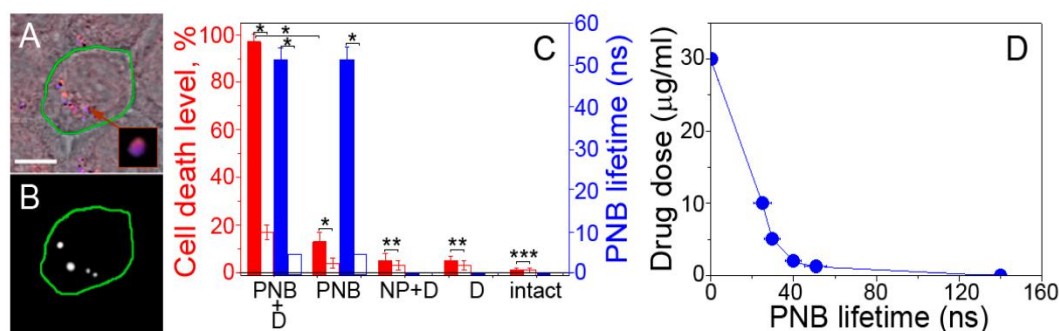 A
B
C
D
Cell death level, %
100
80
60
40
20
0
* * *
* *
** ** ***
PNB
+
D
PNB
NP+D
D
intact
60
50
40
30
20
10
0
PNB lifetime (ns)
Drug dose (μg/ml)
30
20
10
0
0 40 80 120 160
PNB lifetime (ns)